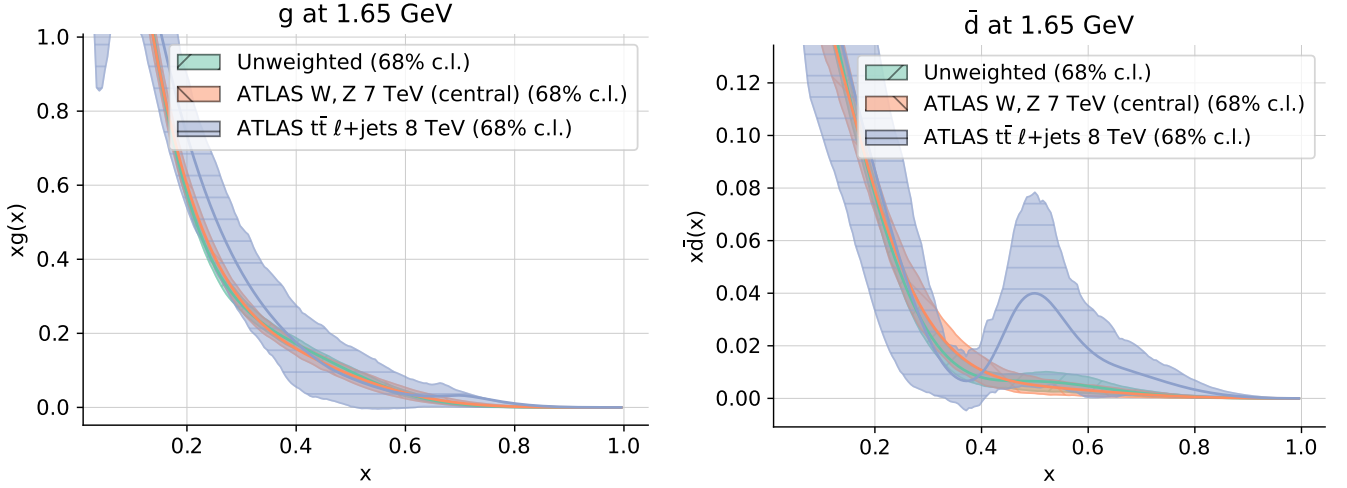 g at 1.65 GeV
1.0
0.8
0.6
0.4
0.2
0.0
xg(x)
Unweighted (68% c.l.)
ATLAS W, Z 7 TeV (central) (68% c.l.)
ATLAS tt̄ ℓ+jets 8 TeV (68% c.l.)
0.2 0.4 0.6 0.8 1.0
x
d̄ at 1.65 GeV
0.12
0.10
0.08
0.06
0.04
0.02
0.00
xd̄(x)
Unweighted (68% c.l.)
ATLAS W, Z 7 TeV (central) (68% c.l.)
ATLAS tt̄ ℓ+jets 8 TeV (68% c.l.)
0.2 0.4 0.6 0.8 1.0
x